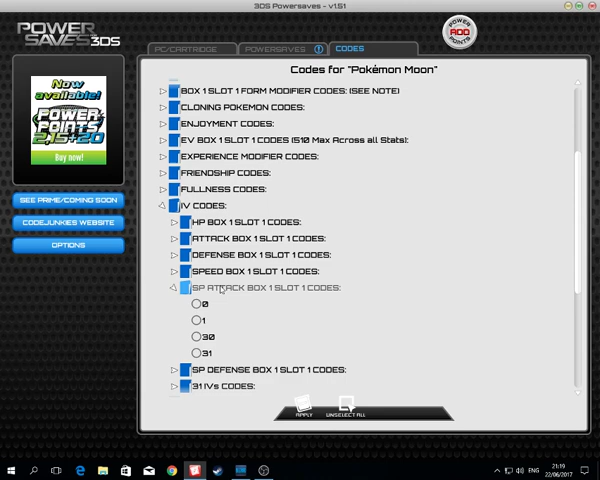 3DS Powersaves - v1.51
POWER
SAVES 3DS
POWER
ADD
POINTS
PC/CARTRIDGE
POWERSAVES
CODES
Now
available!
POWER
POINTS
Buy now!
SEE PRIME/COMING SOON
CODEJUNKIES WEBSITE
OPTIONS
Codes for "Pokémon Moon"
BOX 1 SLOT 1 FORM MODIFIER CODES: (SEE NOTE)
CLONING POKEMON CODES:
ENJOYMENT CODES:
EV BOX 1 SLOT 1 CODES (510 Max Across all Stats):
EXPERIENCE MODIFIER CODES:
FRIENDSHIP CODES:
FULLNESS CODES:
IV CODES:
HP BOX 1 SLOT 1 CODES:
ATTACK BOX 1 SLOT 1 CODES:
DEFENSE BOX 1 SLOT 1 CODES:
SPEED BOX 1 SLOT 1 CODES:
SP ATTACK BOX 1 SLOT 1 CODES:
0
1
30
31
SP DEFENSE BOX 1 SLOT 1 CODES:
31 IVs CODES:
APPLY
UNSELECT ALL
ENG
21:19
22/06/2017